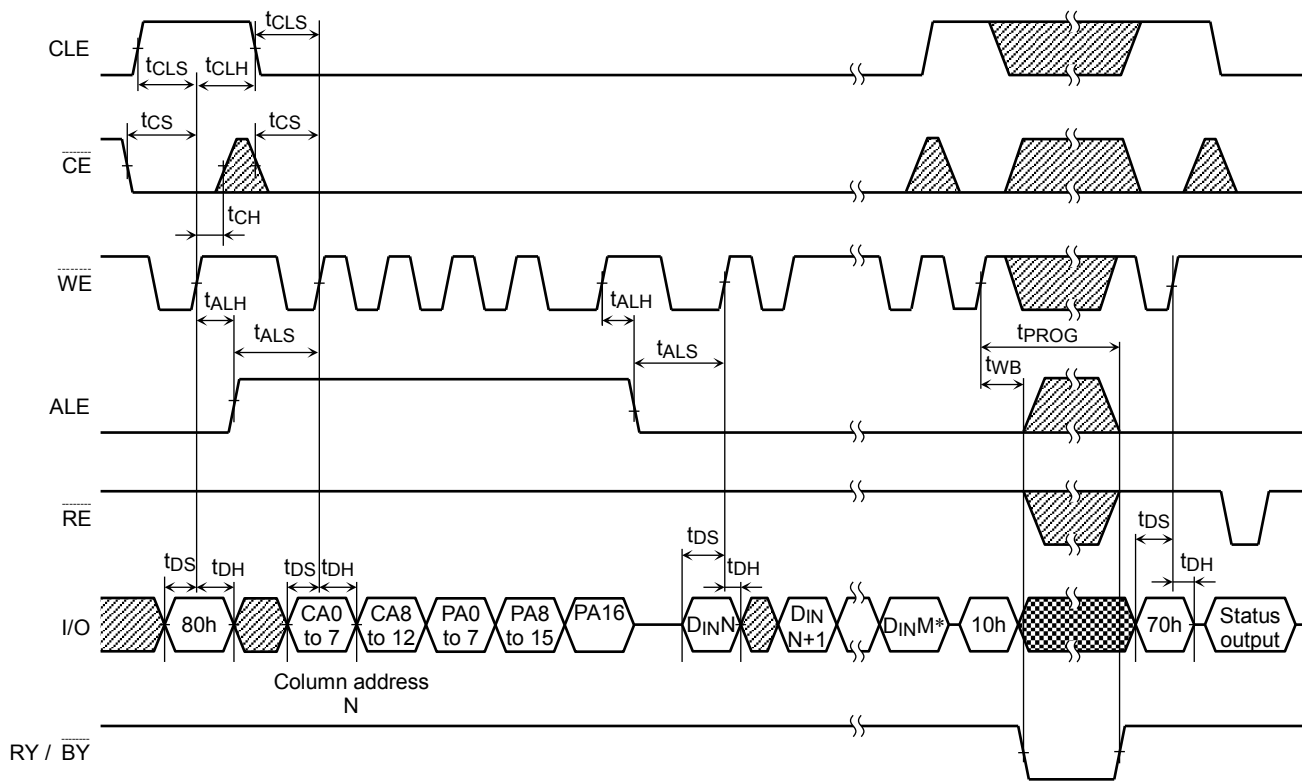 CLE
tCLS
tCLS
tCLH
CE
tCS
tCS
tCH
WE
tALH
tALH
tALS
tALS
tPROG
tWB
ALE
RE
tDS
tDH
tDS
tDH
tDS
tDH
tDS
tDH
I/O
80h
CA0
to 7
CA8
to 12
PA0
to 7
PA8
to 15
PA16
DINN
DIN
N+1
DINM*
10h
70h
Status
output
Column address
N
RY / BY